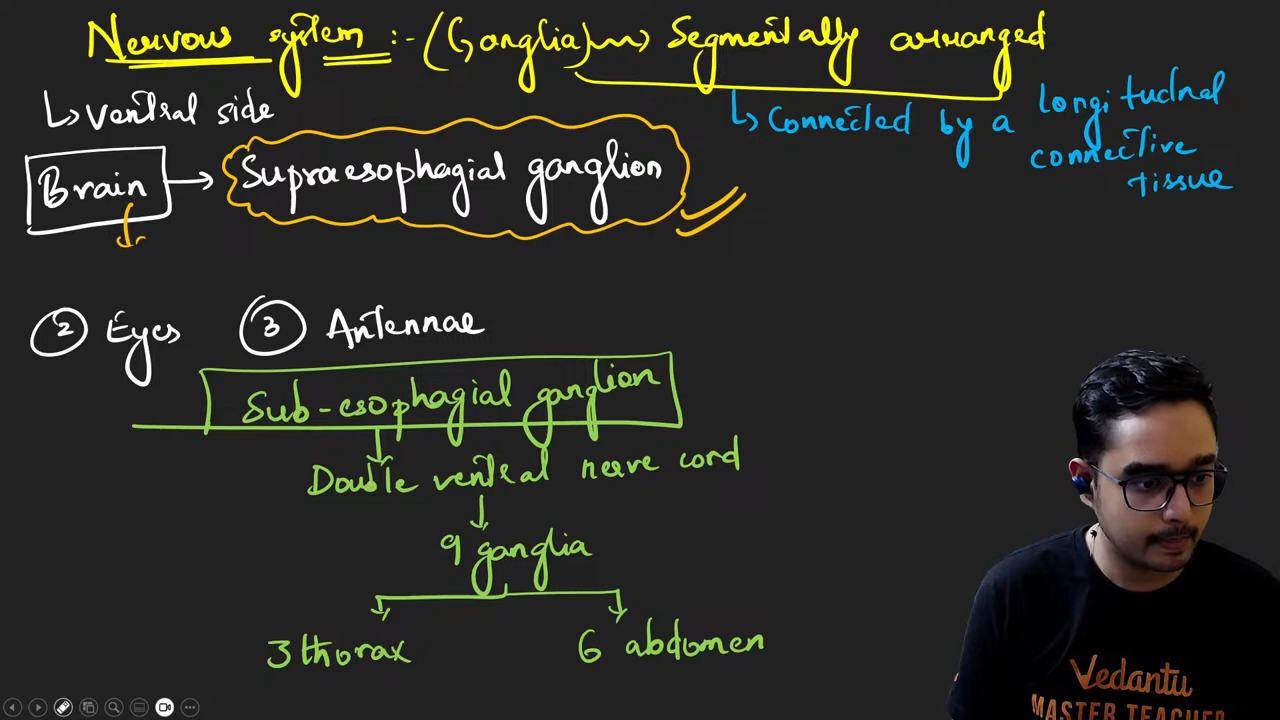 Nervous system :- (Ganglia) → Segmentally arranged
↳ Ventral side
↳ Connected by a longitudnal
connective
tissue
Brain → Supraesophagial ganglion
② Eyes ③ Antennae
Sub-esophagial ganglion
Double ventral nerve cord
9 ganglia
3 thorax 6 abdomen
Vedantu
MASTER TEACHER